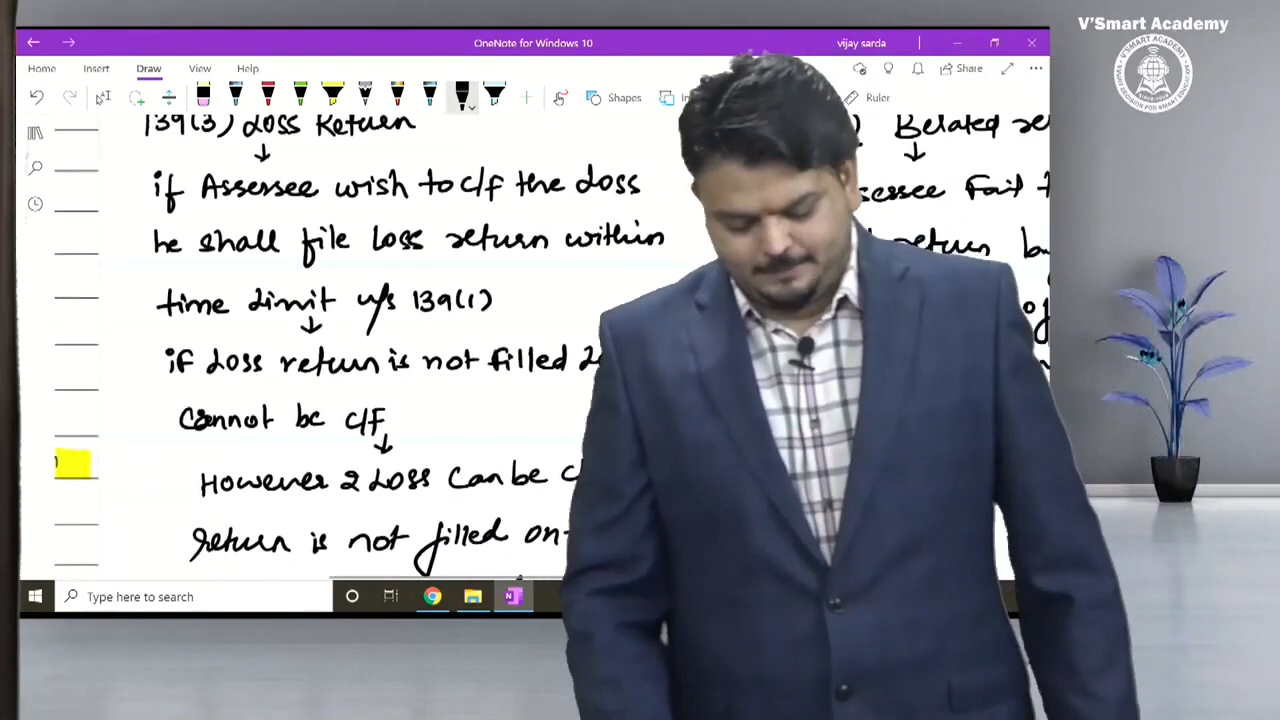 V'Smart Academy
OneNote for Windows 10
vijay sarda
Home Insert Draw View Help
Share
Shapes
Ruler
139(3) Loss Return
if Assessee wish to c/f the Loss
he shall file loss return within
time Limit u/s 139(1)
if Loss return is not filled
Cannot be C/F
However 2 Loss Can be
return is not filled on-
Belated
Fail
return
Type here to search